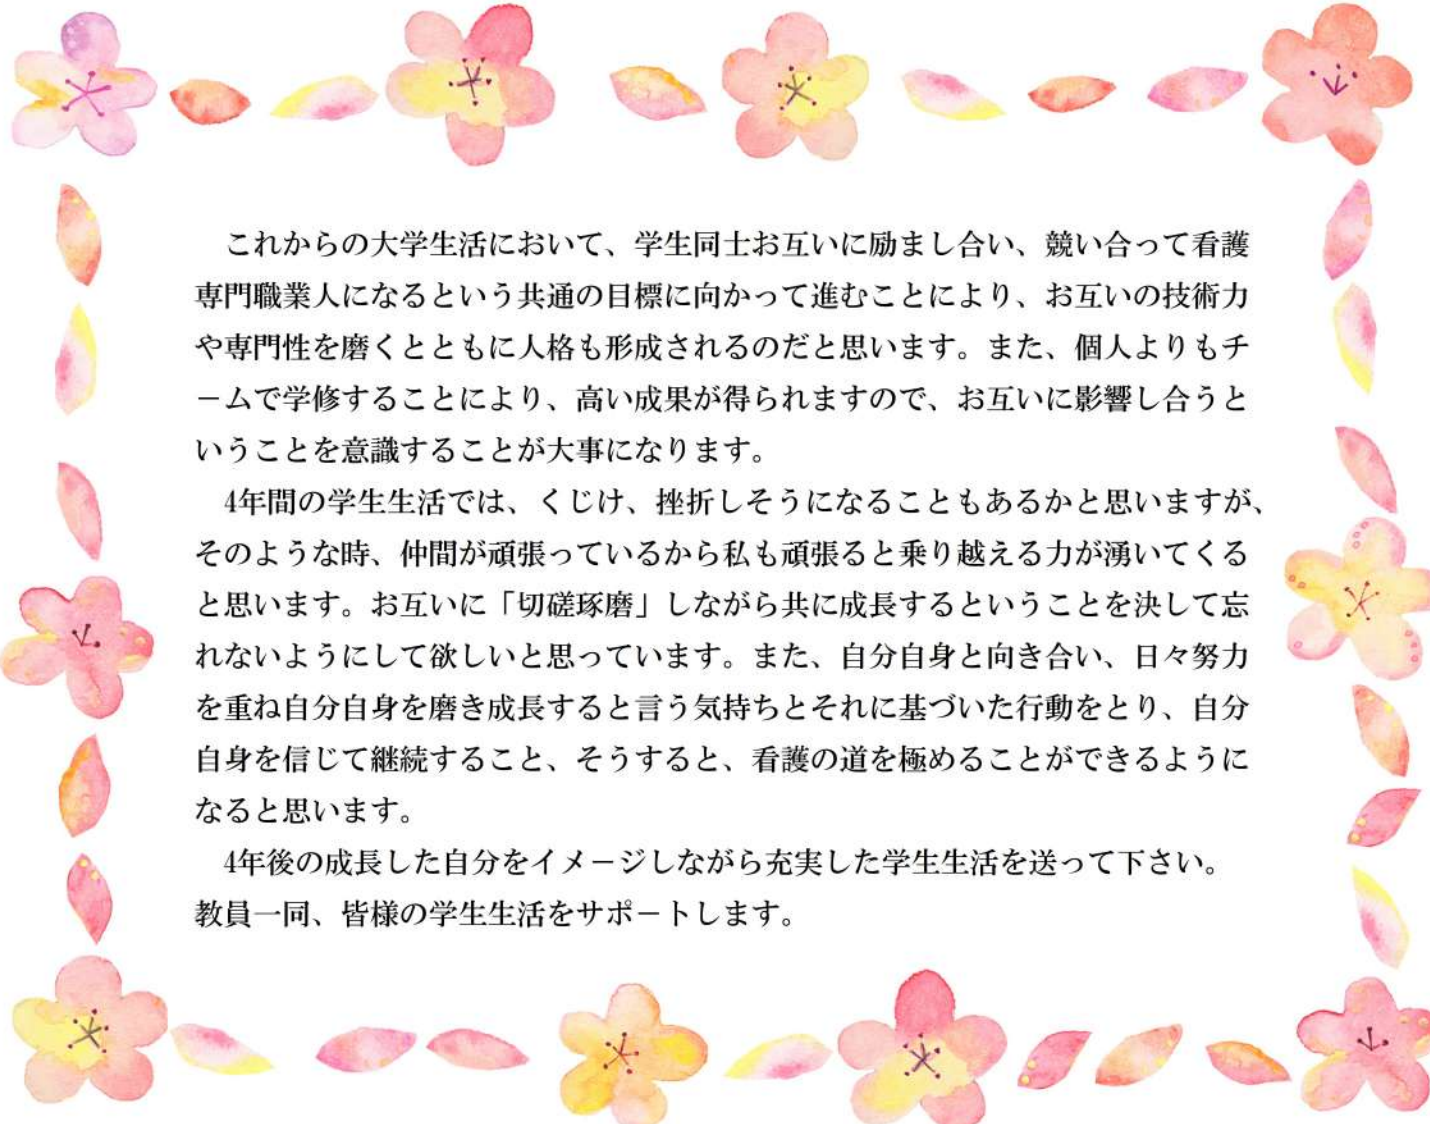 これからの大学生活において、学生同士お互いに励まし合い、競い合って看護
専門職業人になるという共通の目標に向かって進むことにより、お互いの技術力
や専門性を磨くとともに人格も形成されるのだと思います。また、個人よりもチ
ームで学修することにより、高い成果が得られますので、お互いに影響し合うと
いうことを意識することが大事になります。
　4年間の学生生活では、くじけ、挫折しそうになることもあるかと思いますが、
そのような時、仲間が頑張っているから私も頑張ると乗り越える力が湧いてくる
と思います。お互いに「切磋琢磨」しながら共に成長するということを決して忘
れないようにして欲しいと思っています。また、自分自身と向き合い、日々努力
を重ね自分自身を磨き成長すると言う気持ちとそれに基づいた行動をとり、自分
自身を信じて継続すること、そうすると、看護の道を極めることができるように
なると思います。
　4年後の成長した自分をイメージしながら充実した学生生活を送って下さい。
教員一同、皆様の学生生活をサポートします。